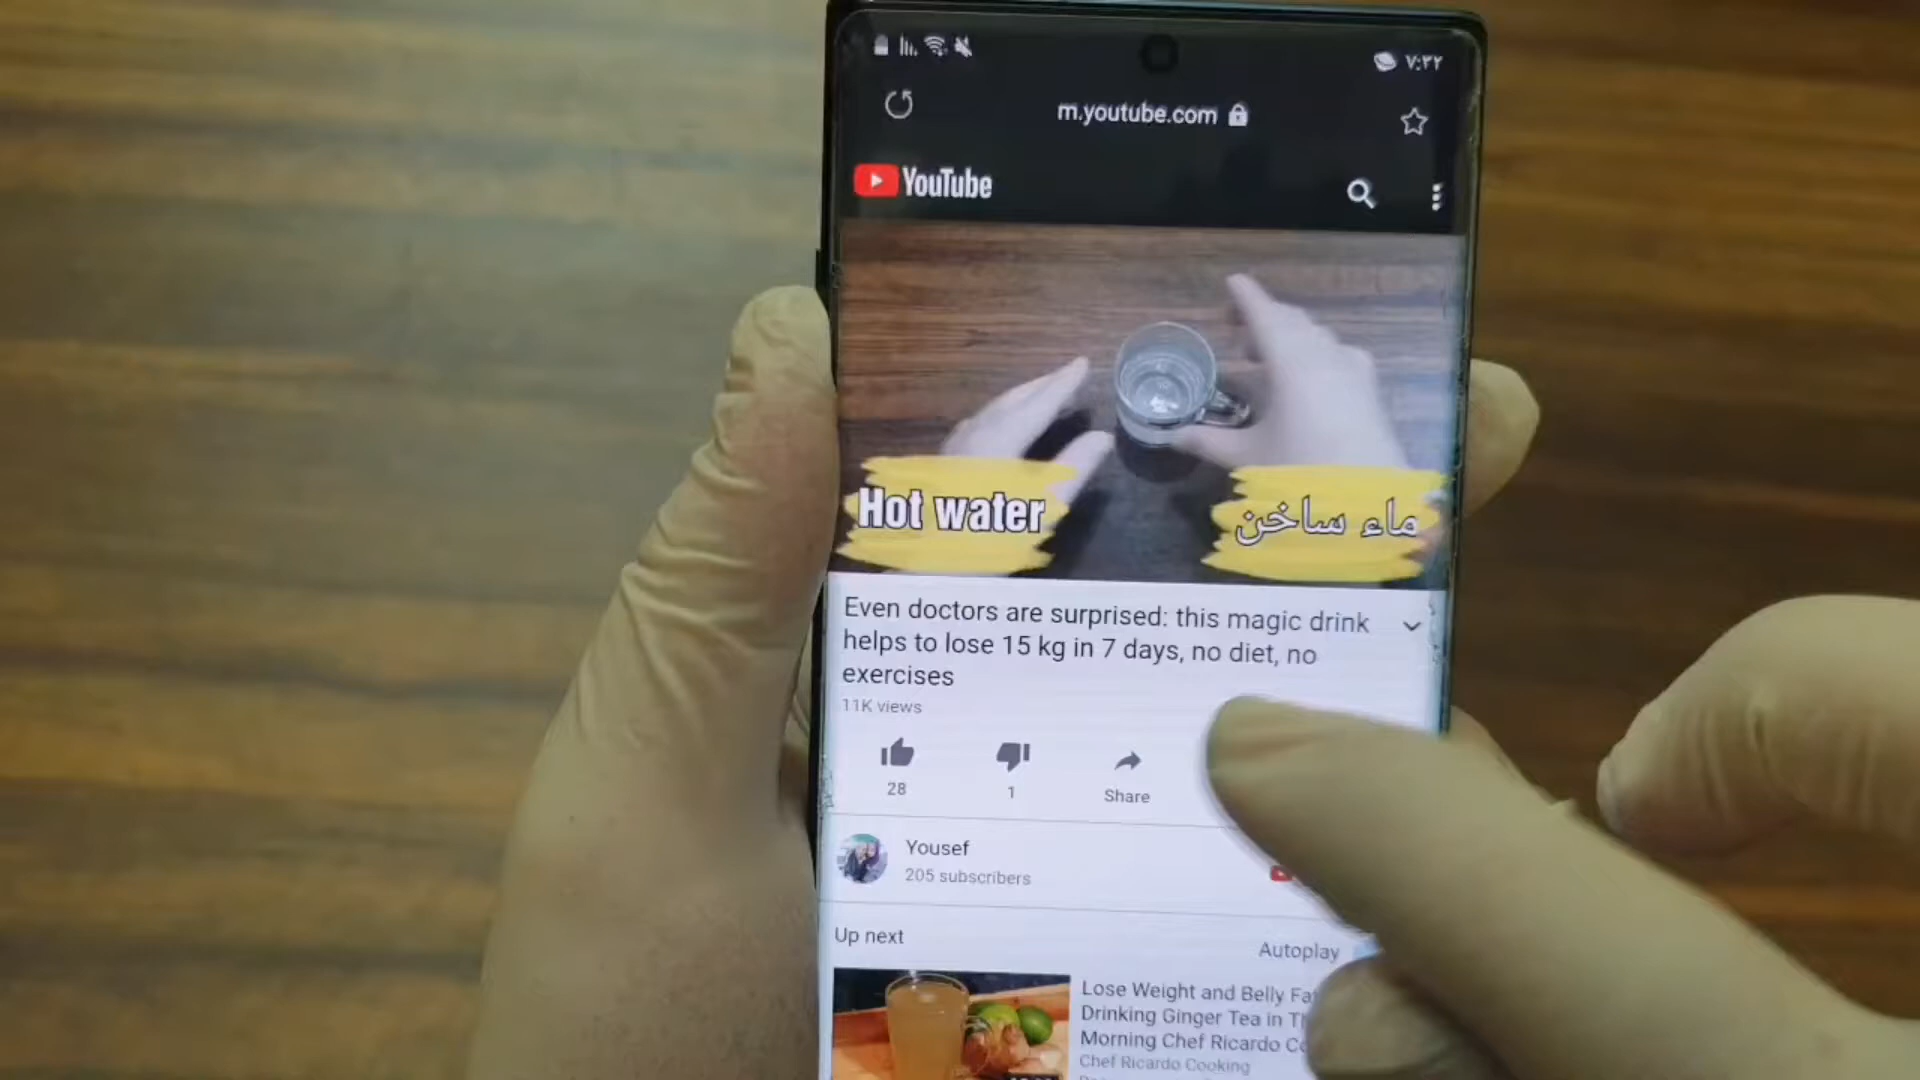 ٧:٣٢
m.youtube.com
YouTube
Hot water
ماء ساخن
Even doctors are surprised: this magic drink
helps to lose 15 kg in 7 days, no diet, no
exercises
11K views
28
1
Share
Yousef
205 subscribers
Up next
Autoplay
Lose Weight and Belly
Drinking Ginger Tea in
Morning Chef Ricardo
Chef Ricardo Cooking